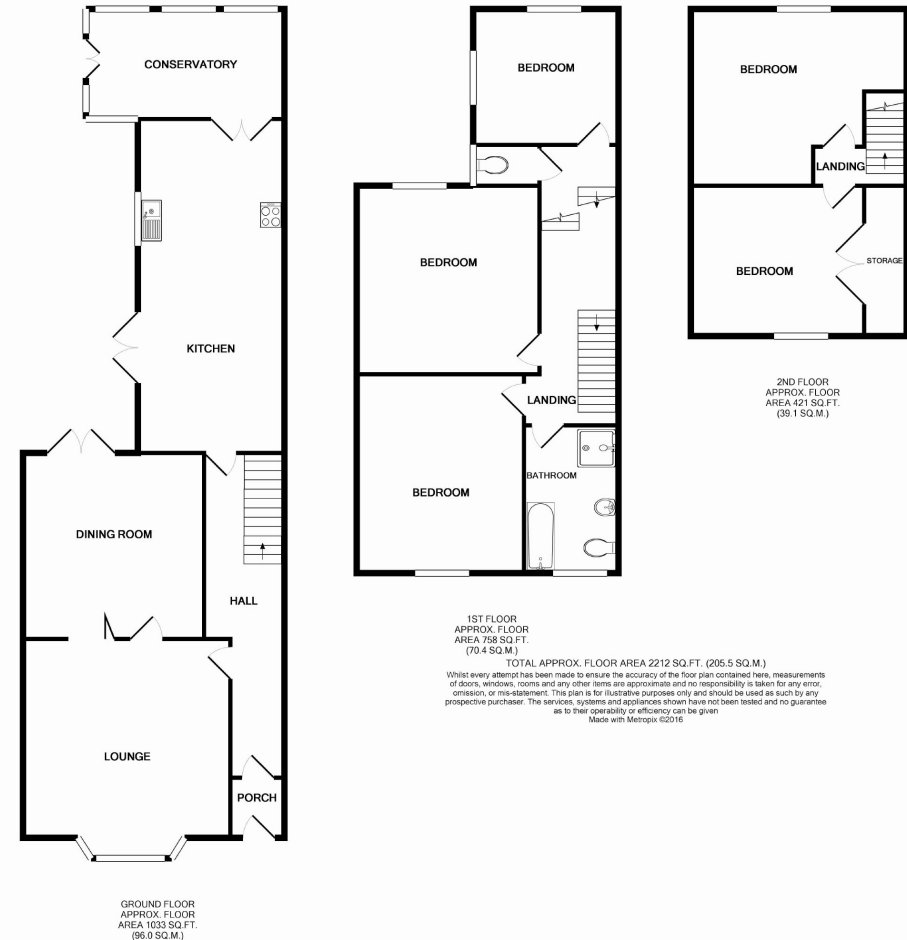 CONSERVATORY
KITCHEN
DINING ROOM
HALL
LOUNGE
PORCH
GROUND FLOOR
APPROX. FLOOR
AREA 1033 SQ.FT.
(96.0 SQ.M.)
BEDROOM
BEDROOM
LANDING
BATHROOM
BEDROOM
1ST FLOOR
APPROX. FLOOR
AREA 758 SQ.FT.
(70.4 SQ.M.)
BEDROOM
LANDING
BEDROOM
STORAGE
2ND FLOOR
APPROX. FLOOR
AREA 421 SQ.FT.
(39.1 SQ.M.)
TOTAL APPROX. FLOOR AREA 2212 SQ.FT. (205.5 SQ.M.)
Whilst every attempt has been made to ensure the accuracy of the floor plan contained here, measurements
of doors, windows, rooms and any other items are approximate and no responsibility is taken for any error,
omission, or mis-statement. This plan is for illustrative purposes only and should be used as such by any
prospective purchaser. The services, systems and appliances shown have not been tested and no guarantee
as to their operability or efficiency can be given
Made with Metropix ©2016